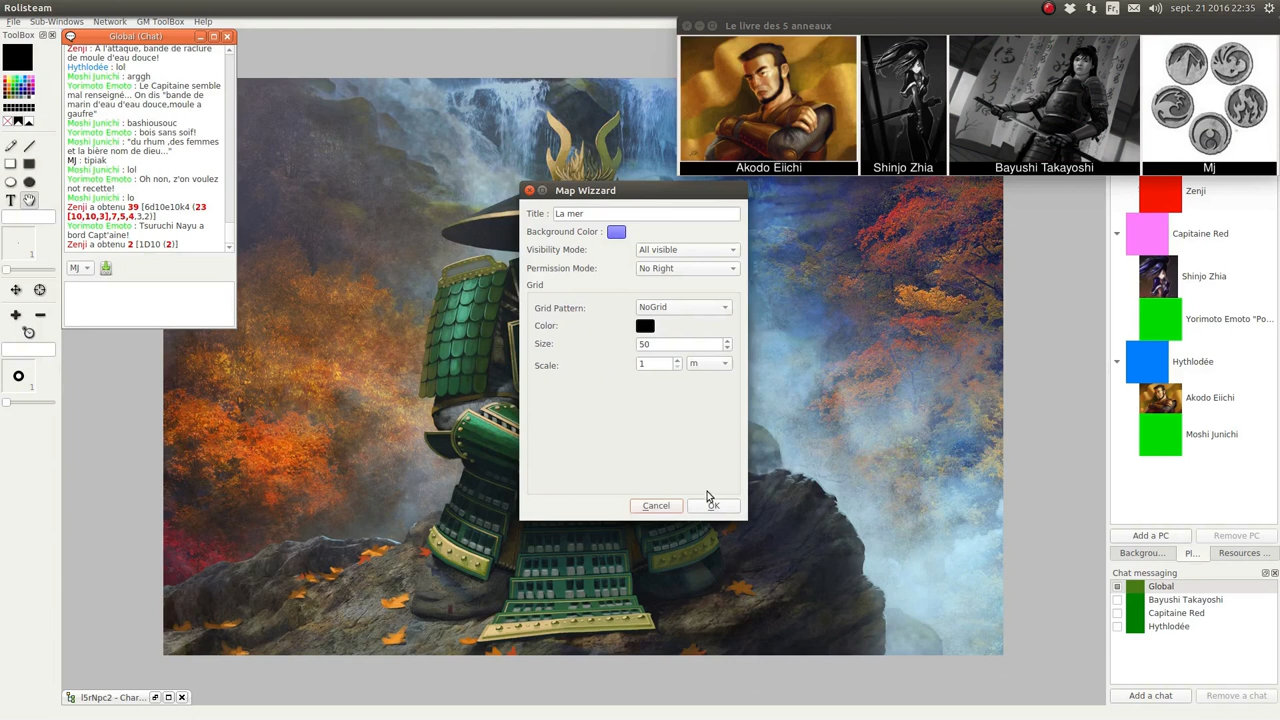 Rolisteam
Fr
sept. 21 2016 22:35
File Sub-Windows Network GM ToolBox Help
ToolBox
T
1
1
Global (Chat)
Zenji : A l'attaque, bande de raclure
de moule d'eau douce!
Hythlodée : lol
Moshi Junichi : arggh
Yorimoto Emoto : Le Capitaine semble
mal renseigné... On dis "bande de
marin d'eau d'eau douce,moule a
gaufre"
Moshi Junichi : bashiousouc
Yorimoto Emoto : bois sans soif!
Moshi Junichi : "du rhum ,des femmes
et la bière nom de dieu..."
MJ : tipiak
Moshi Junichi : lol
Yorimoto Emoto : Oh non, z'on voulez
not recette!
Moshi Junichi : lo
Zenji a obtenu 39 [6d10e10k4 (23
[10,10,3],7,5,4,3,2)]
Yorimoto Emoto : Tsuruchi Nayu a
bord Capt'aine!
Zenji a obtenu 2 [1D10 (2)]
MJ
Le livre des 5 anneaux
Akodo Eiichi
Shinjo Zhia
Bayushi Takayoshi
Mj
Map Wizzard
Title : La mer
Background Color :
Visibility Mode: All visible
Permission Mode: No Right
Grid
Grid Pattern: NoGrid
Color:
Size: 50
Scale: 1 m
Cancel OK
Zenji
Capitaine Red
Shinjo Zhia
Yorimoto Emoto "Po...
Hythlodée
Akodo Eiichi
Moshi Junichi
Add a PC Remove PC
Backgrou... Pl... Resources ...
Chat messaging
Global
Bayushi Takayoshi
Capitaine Red
Hythlodée
Add a chat Remove a chat
l5rNpc2 - Char...